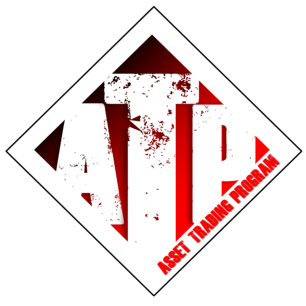 ATP
ASSET TRADING PROGRAM